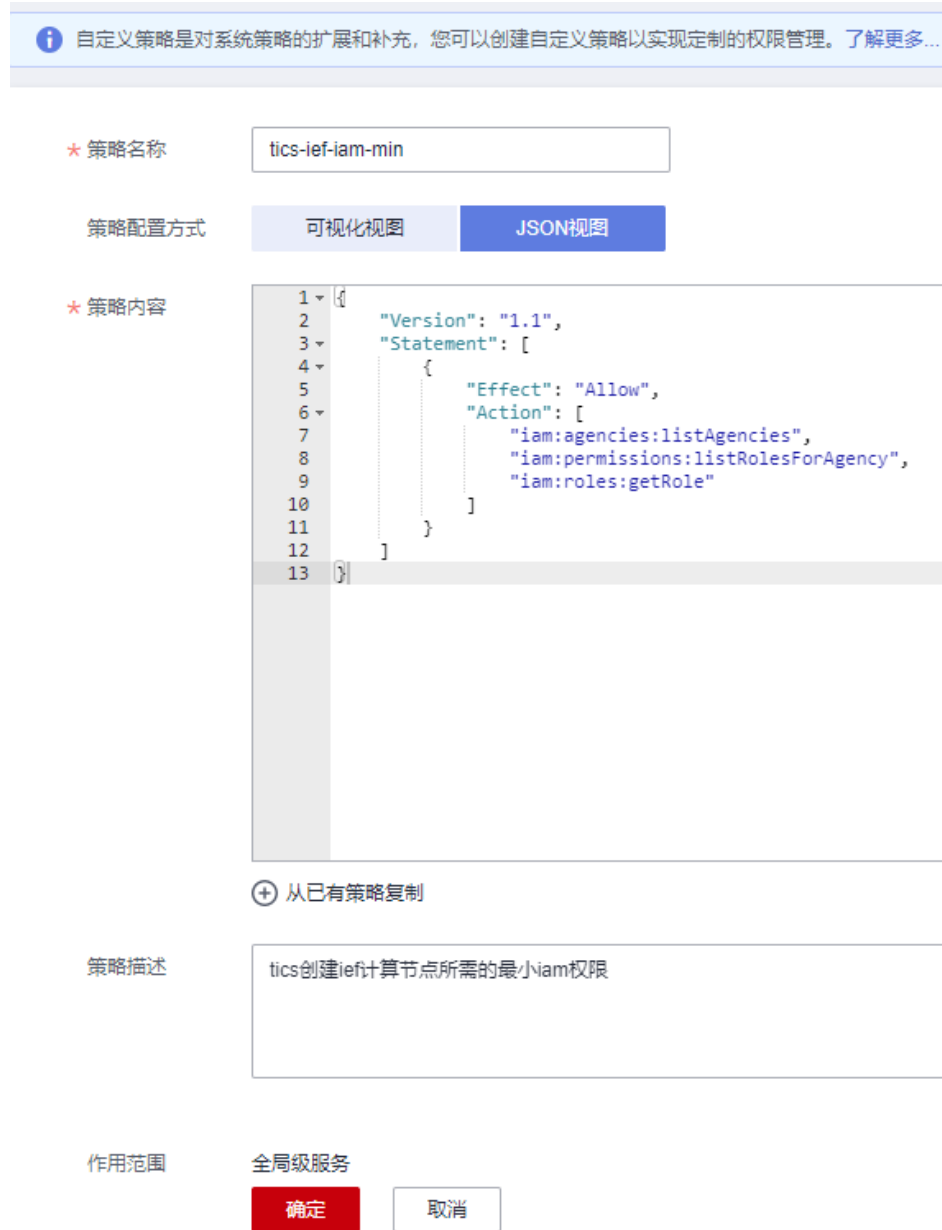 自定义策略是对系统策略的扩展和补充，您可以创建自定义策略以实现定制的权限管理。了解更多...
* 策略名称 tics-ief-iam-min
策略配置方式 可视化视图 JSON视图
* 策略内容
1 {
2 "Version": "1.1",
3 "Statement": [
4 {
5 "Effect": "Allow",
6 "Action": [
7 "iam:agencies:listAgencies",
8 "iam:permissions:listRolesForAgency",
9 "iam:roles:getRole"
10 ]
11 }
12 ]
13 }
从已有策略复制
策略描述 tics创建ief计算节点所需的最小iam权限
作用范围 全局级服务
确定 取消